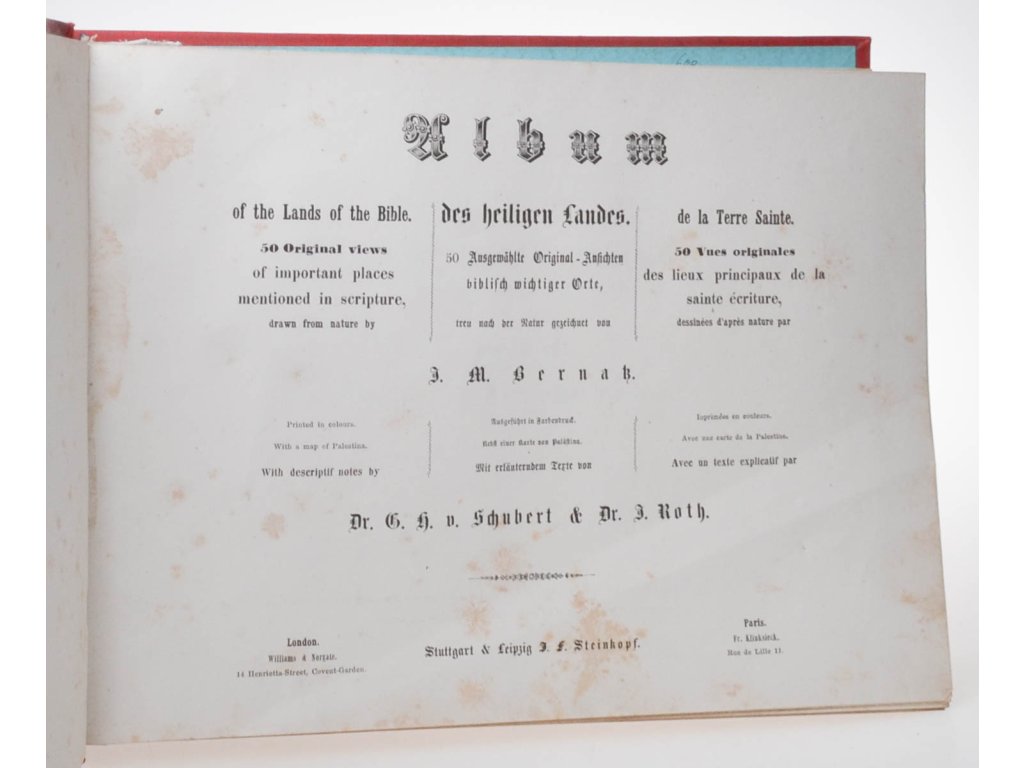 Album
of the Lands of the Bible.
50 Original views
of important places
mentioned in scripture,
drawn from nature by
des heiligen Landes.
50 Ausgewählte Original-Ansichten
biblisch wichtiger Orte,
treu nach der Natur gezeichnet von
de la Terre Sainte.
50 Vues originales
des lieux principaux de la
sainte écriture,
dessinées d'après nature par
J. M. Bernatz.
Printed in colours.
With a map of Palestina.
With descriptif notes by
Ausgeführt in Farbendruck.
Nebst einer Karte von Palästina.
Mit erläuterndem Texte von
Inprimées en couleurs.
Avec une carte de la Palestine.
Avec un texte explicatif par
Dr. G. H. v. Schubert & Dr. J. Roth.
London.
Williams & Norgate.
14 Henrietta-Street, Covent-Garden.
Stuttgart & Leipzig J. F. Steinkopf.
Paris.
Fr. Klinksieck.
Rue de Lille 11.